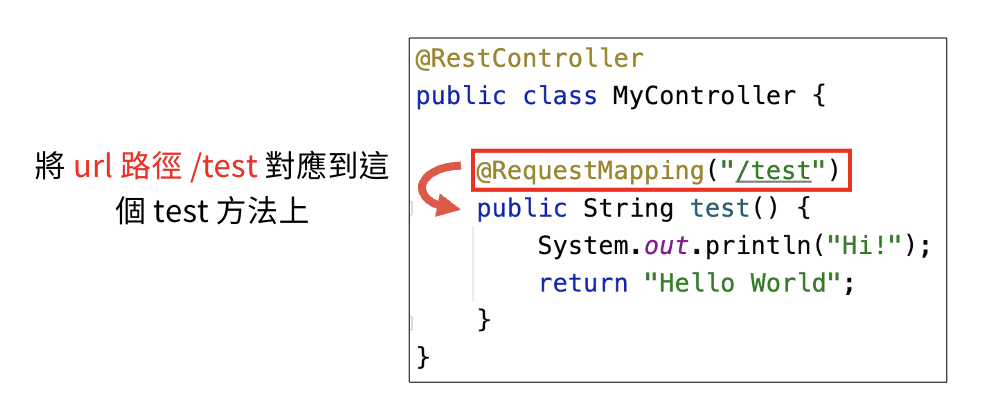 將 url 路徑 /test 對應到這
個 test 方法上
@RestController
public class MyController {
@RequestMapping("/test")
public String test() {
System.out.println("Hi!");
return "Hello World";
}
}